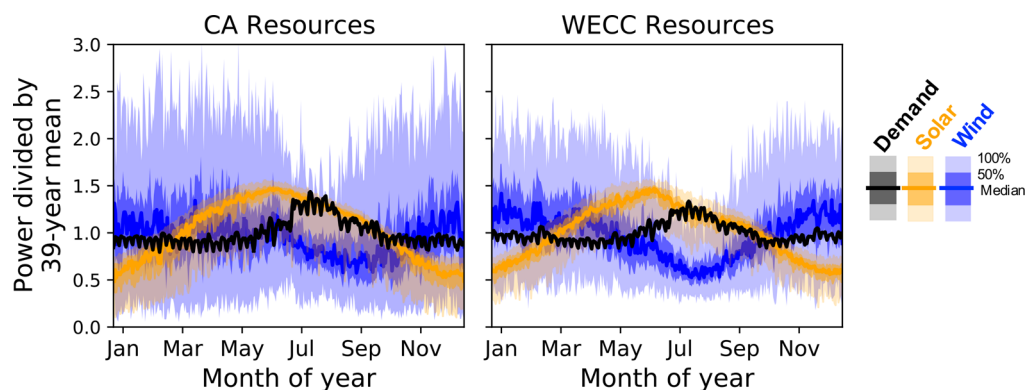 CA Resources
WECC Resources
Power divided by
39-year mean
3.0
2.5
2.0
1.5
1.0
0.5
0.0
Jan Mar May Jul Sep Nov
Month of year
Jan Mar May Jul Sep Nov
Month of year
Demand
Solar
Wind
100%
50%
Median